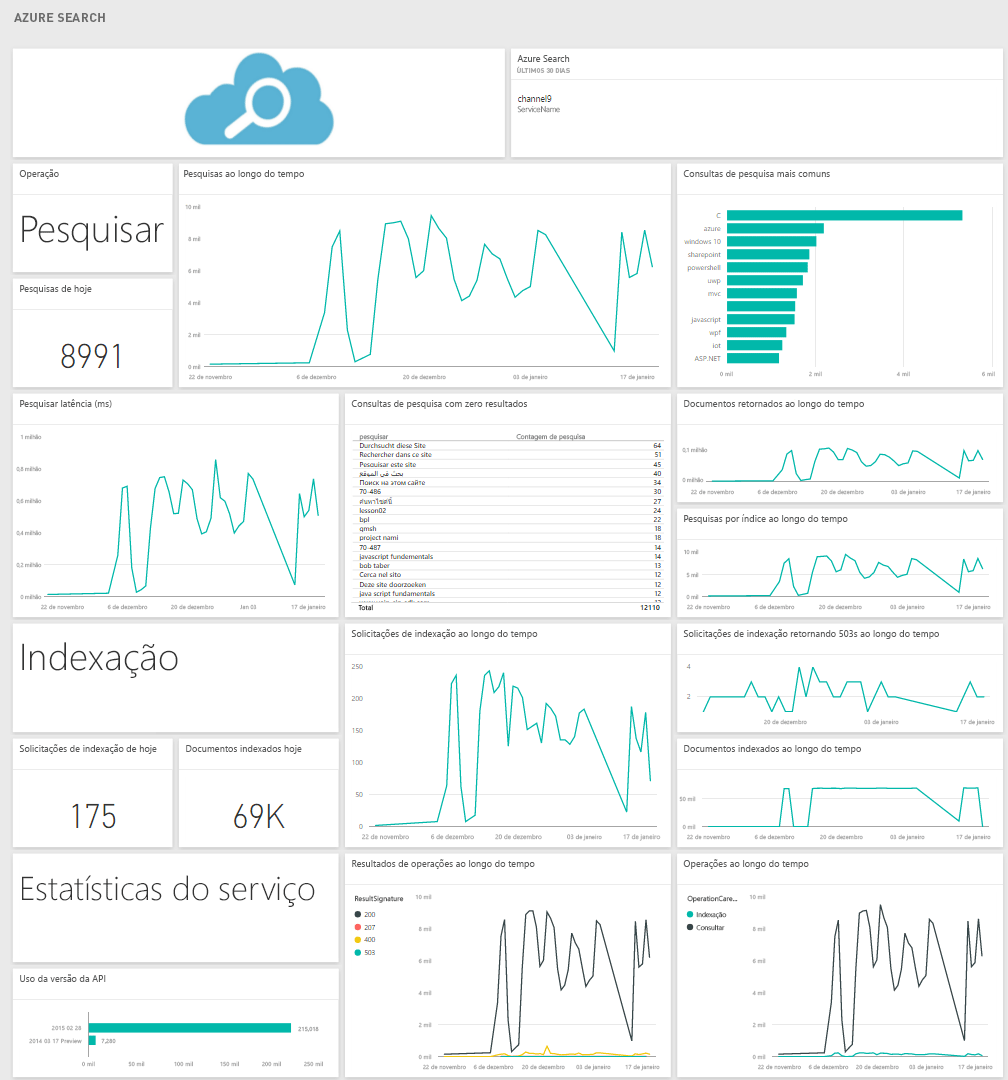 AZURE SEARCH
Azure Search
ÚLTIMOS 30 DIAS
channel9
ServiceName
Operação
Pesquisar
Pesquisas de hoje
8991
Pesquisas ao longo do tempo
10 mil
8 mil
6 mil
4 mil
2 mil
0 mil
22 de novembro 6 de dezembro 20 de dezembro 03 de janeiro 17 de janeiro
Consultas de pesquisa mais comuns
C
azure
windows 10
sharepoint
powershell
uwp
mvc
javascript
wpf
iot
ASP.NET
0 mil 2 mil 4 mil 6 mil
Pesquisar latência (ms)
1 milhão
0,8 milhão
0,6 milhão
0,4 milhão
0,2 milhão
0 milhão
22 de novembro 6 de dezembro 20 de dezembro Jan 03 17 de janeiro
Consultas de pesquisa com zero resultados
pesquisar Contagem de pesquisa
Durchsucht diese Site 64
Rechercher dans ce site 51
Pesquisar este site 45
بحث في الموقع 40
Поиск на этом сайте 34
70-486 30
ค้นหาไซต์นี้ 27
lesson02 24
bpl 22
qmsh 18
project nami 18
70-487 14
javascript fundementals 14
bob taber 13
Cerca nel sito 12
Deze site doorzoeken 12
java script fundamentals 12
Total 12110
Documentos retornados ao longo do tempo
0,1 milhão
0 milhão
22 de novembro 6 de dezembro 20 de dezembro 03 de janeiro 17 de janeiro
Pesquisas por índice ao longo do tempo
10 mil
5 mil
0 mil
22 de novembro 6 de dezembro 20 de dezembro 03 de janeiro 17 de janeiro
Indexação
Solicitações de indexação de hoje
175
Documentos indexados hoje
69K
Solicitações de indexação ao longo do tempo
250
200
150
100
50
0
22 de novembro 6 de dezembro 20 de dezembro 03 de janeiro 17 de janeiro
Solicitações de indexação retornando 503s ao longo do tempo
4
2
20 de dezembro 03 de janeiro 17 de janeiro
Documentos indexados ao longo do tempo
50 mil
0 mil
22 de novembro 6 de dezembro 20 de dezembro 03 de janeiro 17 de janeiro
Estatísticas do serviço
Uso da versão da API
2015 02 28 215,016
2014 03 17 Preview 7,280
0 mil 50 mil 100 mil 150 mil 200 mil 250 mil
Resultados de operações ao longo do tempo
ResultSignature
200
207
400
503
10 mil
8 mil
6 mil
4 mil
2 mil
0 mil
22 de novembro 6 de dezembro 20 de dezembro 03 de janeiro 17 de janeiro
Operações ao longo do tempo
OperationCare...
Indexação
Consultar
10 mil
8 mil
6 mil
4 mil
2 mil
0 mil
22 de novembro 6 de dezembro 20 de dezembro 03 de janeiro 17 de janeiro